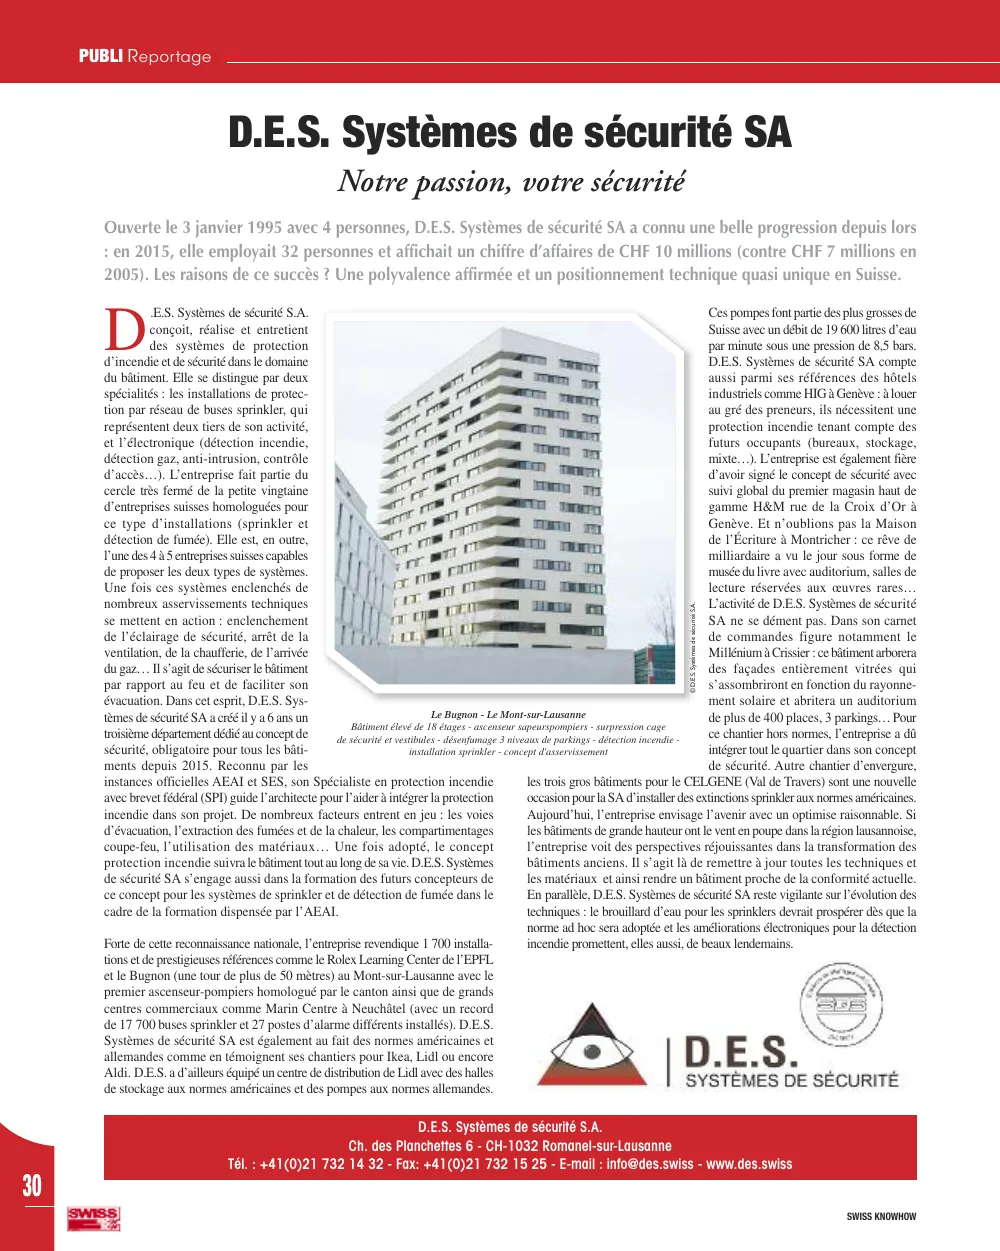 PUBLI Reportage
D.E.S. Systèmes de sécurité SA
Notre passion, votre sécurité
Ouverte le 3 janvier 1995 avec 4 personnes, D.E.S. Systèmes de sécurité SA a connu une belle progression depuis lors
: en 2015, elle employait 32 personnes et affichait un chiffre d'affaires de CHF 10 millions (contre CHF 7 millions en
2005). Les raisons de ce succès ? Une polyvalence affirmée et un positionnement technique quasi unique en Suisse.
D.E.S. Systèmes de sécurité S.A.
conçoit, réalise et entretient
des systèmes de protection
d'incendie et de sécurité dans le domaine
du bâtiment. Elle se distingue par deux
spécialités : les installations de protec-
tion par réseau de buses sprinkler, qui
représentent deux tiers de son activité,
et l'électronique (détection incendie,
détection gaz, anti-intrusion, contrôle
d'accès…). L'entreprise fait partie du
cercle très fermé de la petite vingtaine
d'entreprises suisses homologuées pour
ce type d'installations (sprinkler et
détection de fumée). Elle est, en outre,
l'une des 4 à 5 entreprises suisses capables
de proposer les deux types de systèmes.
Une fois ces systèmes enclenchés de
nombreux asservissements techniques
se mettent en action : enclenchement
de l'éclairage de sécurité, arrêt de la
ventilation, de la chaufferie, de l'arrivée
du gaz… Il s'agit de sécuriser le bâtiment
par rapport au feu et de faciliter son
évacuation. Dans cet esprit, D.E.S. Sys-
tèmes de sécurité SA a créé il y a 6 ans un
troisième département dédié au concept de
sécurité, obligatoire pour tous les bâti-
ments depuis 2015. Reconnu par les
instances officielles AEAI et SES, son Spécialiste en protection incendie
avec brevet fédéral (SPI) guide l'architecte pour l'aider à intégrer la protection
incendie dans son projet. De nombreux facteurs entrent en jeu : les voies
d'évacuation, l'extraction des fumées et de la chaleur, les compartimentages
coupe-feu, l'utilisation des matériaux… Une fois adopté, le concept
protection incendie suivra le bâtiment tout au long de sa vie. D.E.S. Systèmes
de sécurité SA s'engage aussi dans la formation des futurs concepteurs de
ce concept pour les systèmes de sprinkler et de détection de fumée dans le
cadre de la formation dispensée par l'AEAI.
Forte de cette reconnaissance nationale, l'entreprise revendique 1 700 installa-
tions et de prestigieuses références comme le Rolex Learning Center de l'EPFL
et le Bugnon (une tour de plus de 50 mètres) au Mont-sur-Lausanne avec le
premier ascenseur-pompiers homologué par le canton ainsi que de grands
centres commerciaux comme Marin Centre à Neuchâtel (avec un record
de 17 700 buses sprinkler et 27 postes d'alarme différents installés). D.E.S.
Systèmes de sécurité SA est également au fait des normes américaines et
allemandes comme en témoignent ses chantiers pour Ikea, Lidl ou encore
Aldi. D.E.S. a d'ailleurs équipé un centre de distribution de Lidl avec des halles
de stockage aux normes américaines et des pompes aux normes allemandes.
© D.E.S. Systèmes de sécurité S.A.
Le Bugnon - Le Mont-sur-Lausanne
Bâtiment élevé de 18 étages - ascenseur sapeurspompiers - surpression cage
de sécurité et vestibules - désenfumage 3 niveaux de parkings - détection incendie -
installation sprinkler - concept d'asservissement
Ces pompes font partie des plus grosses de
Suisse avec un débit de 19 600 litres d'eau
par minute sous une pression de 8,5 bars.
D.E.S. Systèmes de sécurité SA compte
aussi parmi ses références des hôtels
industriels comme HIG à Genève : à louer
au gré des preneurs, ils nécessitent une
protection incendie tenant compte des
futurs occupants (bureaux, stockage,
mixte…). L'entreprise est également fière
d'avoir signé le concept de sécurité avec
suivi global du premier magasin haut de
gamme H&M rue de la Croix d'Or à
Genève. Et n'oublions pas la Maison
de l'Écriture à Montricher : ce rêve de
milliardaire a vu le jour sous forme de
musée du livre avec auditorium, salles de
lecture réservées aux œuvres rares…
L'activité de D.E.S. Systèmes de sécurité
SA ne se dément pas. Dans son carnet
de commandes figure notamment le
Millénium à Crissier : ce bâtiment arborera
des façades entièrement vitrées qui
s'assombriront en fonction du rayonne-
ment solaire et abritera un auditorium
de plus de 400 places, 3 parkings… Pour
ce chantier hors normes, l'entreprise a dû
intégrer tout le quartier dans son concept
de sécurité. Autre chantier d'envergure,
les trois gros bâtiments pour le CELGENE (Val de Travers) sont une nouvelle
occasion pour la SA d'installer des extinctions sprinkler aux normes américaines.
Aujourd'hui, l'entreprise envisage l'avenir avec un optimise raisonnable. Si
les bâtiments de grande hauteur ont le vent en poupe dans la région lausannoise,
l'entreprise voit des perspectives réjouissantes dans la transformation des
bâtiments anciens. Il s'agit là de remettre à jour toutes les techniques et
les matériaux et ainsi rendre un bâtiment proche de la conformité actuelle.
En parallèle, D.E.S. Systèmes de sécurité SA reste vigilante sur l'évolution des
techniques : le brouillard d'eau pour les sprinklers devrait prospérer dès que la
norme ad hoc sera adoptée et les améliorations électroniques pour la détection
incendie promettent, elles aussi, de beaux lendemains.
SQS
D.E.S.
SYSTÈMES DE SÉCURITÉ
D.E.S. Systèmes de sécurité S.A.
Ch. des Planchettes 6 - CH-1032 Romanel-sur-Lausanne
Tél. : +41(0)21 732 14 32 - Fax: +41(0)21 732 15 25 - E-mail : info@des.swiss - www.des.swiss
30
SWISS
SWISS KNOWHOW